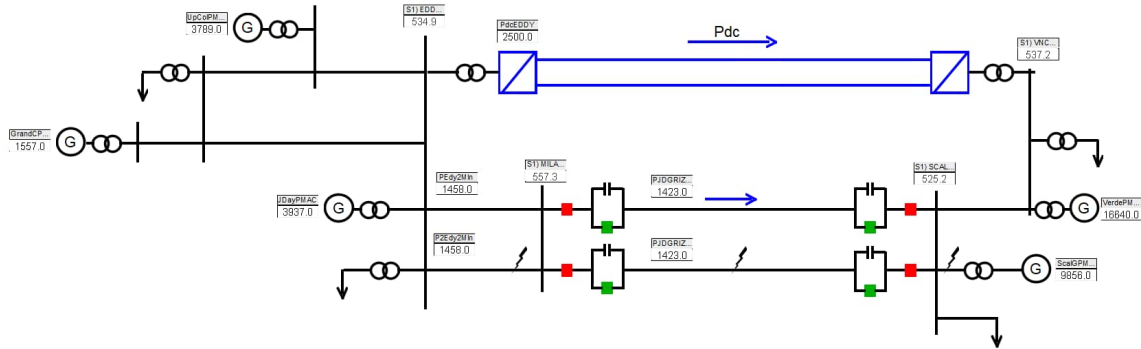 UpColPM...
3789.0
S1) EDD...
534.9
PdcEDDY
2500.0
Pdc
S1) VNC...
537.2
GrandCP...
1557.0
G
G
PEdy2Mln
1458.0
S1) MILA...
557.3
PJDGRIZ...
1423.0
S1) SCAL...
525.2
JDayPMAC
3937.0
G
G
VerdePM...
16640.0
P2Edy2Mln
1458.0
PJDGRIZ...
1423.0
G
ScalGPM...
9856.0